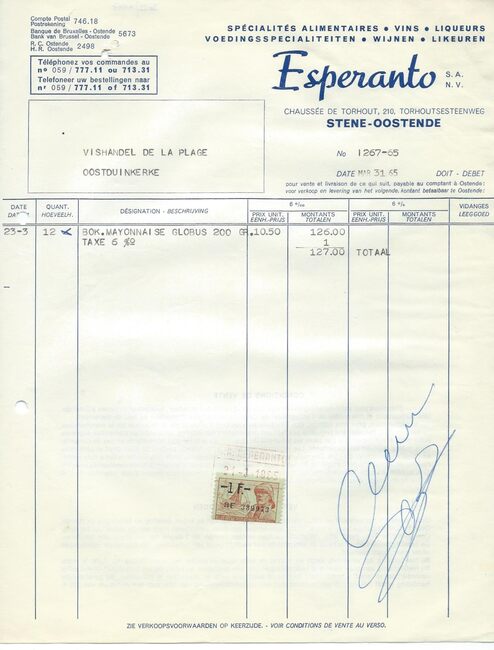 Compte Postal 746.18
Postrekening
Banque de Bruxelles - Ostende 5673
Bank van Brussel - Oostende
R. C. Ostende 2498
H. R. Oostende
Téléphonez vos commandes au
nº 059 / 777.11 ou 713.31
Telefoneer uw bestellingen naar
nr 059 / 777.11 of 713.31
SPÉCIALITÉS ALIMENTAIRES • VINS • LIQUEURS
VOEDINGSSPECIALITEITEN • WIJNEN • LIKEUREN
Esperanto S.A.
N.V.
CHAUSSÉE DE TORHOUT, 210, TORHOUTSESTEENWEG
STENE-OOSTENDE
VISHANDEL DE LA PLAGE
OOSTDUINKERKE
No 1267-65
DATE MAR 31 65 DOIT - DEBET
pour vente et livraison de ce qui suit, payable au comptant à Ostende :
voor verkoop en levering van het volgende, kontant betaalbaar te Oostende :
DATE QUANT. DÉSIGNATION - BESCHRIJVING 6 º/oo 6 º/o VIDANGES
HOEVEELH. PRIX UNIT. MONTANTS PRIX UNIT. MONTANTS LEEGGOED
EENH.-PRIJS TOTALEN EENH.-PRIJS TOTALEN
23-3 12 BOK.MAYONNAISE GLOBUS 200 GR. 10.50 126.00
TAXE 6 %o 1
127.00 TOTAAL
ESPERANTO
-1 F-
ZIE VERKOOPSVOORWAARDEN OP KEERZIJDE. - VOIR CONDITIONS DE VENTE AU VERSO.